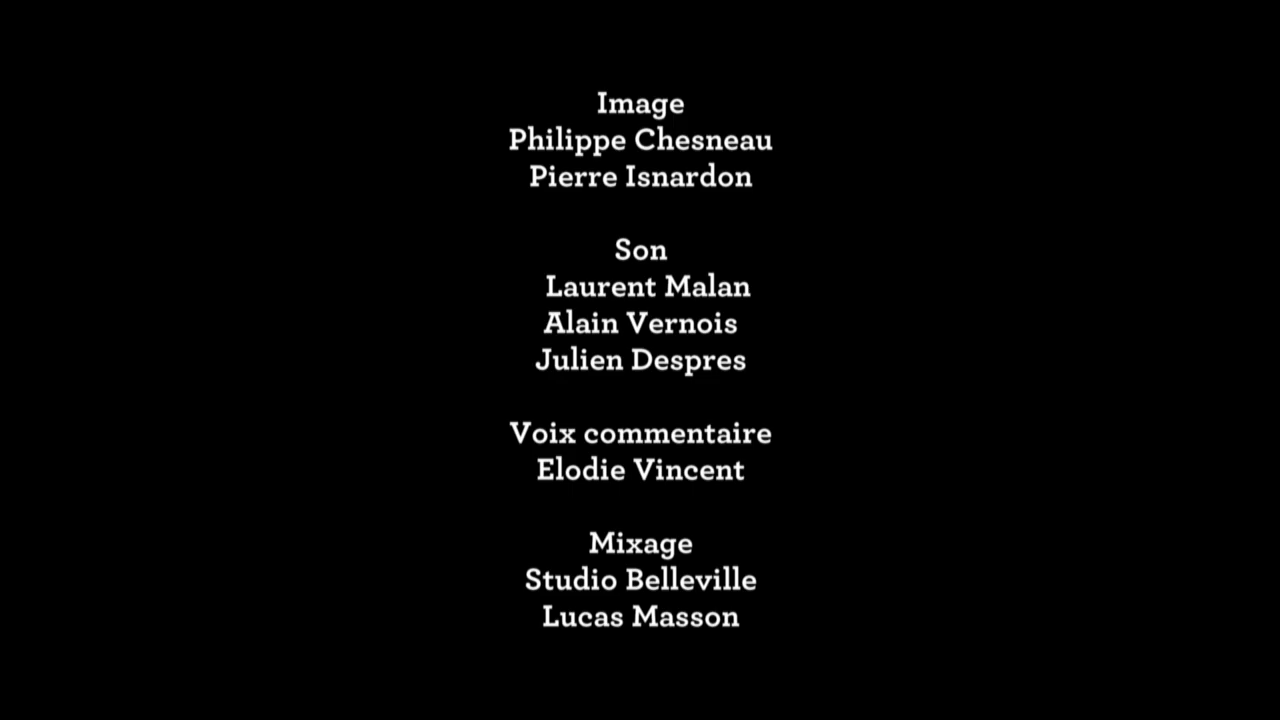 Image
Philippe Chesneau
Pierre Isnardon
Son
Laurent Malan
Alain Vernois
Julien Despres
Voix commentaire
Elodie Vincent
Mixage
Studio Belleville
Lucas Masson